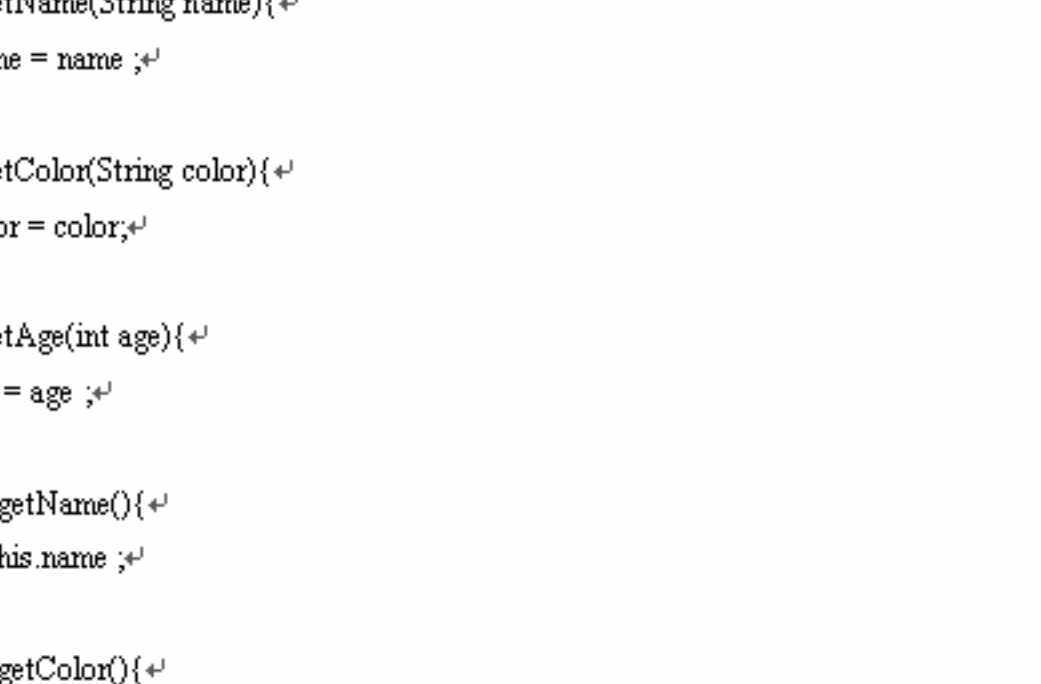 etName(String name){↵
ne = name ;↵
etColor(String color){↵
or = color;↵
etAge(int age){↵
= age ;↵
getName(){↵
his.name ;↵
getColor(){↵